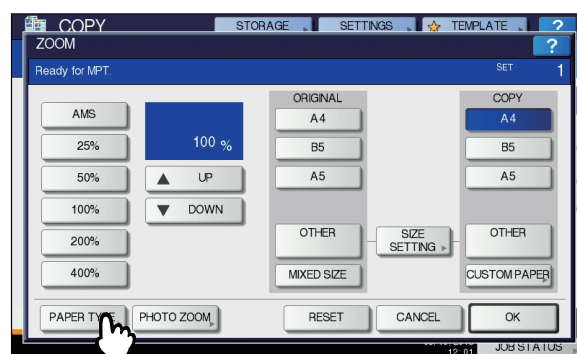 COPY STORAGE SETTINGS TEMPLATE ?
ZOOM ?
Ready for MPT. SET 1
ORIGINAL COPY
AMS A4 A4
25% 100 % B5 B5
50% UP A5 A5
100% DOWN
200% OTHER SIZE SETTING OTHER
400% MIXED SIZE CUSTOM PAPER
PAPER TYPE PHOTO ZOOM RESET CANCEL OK
12:01 JOB STATUS